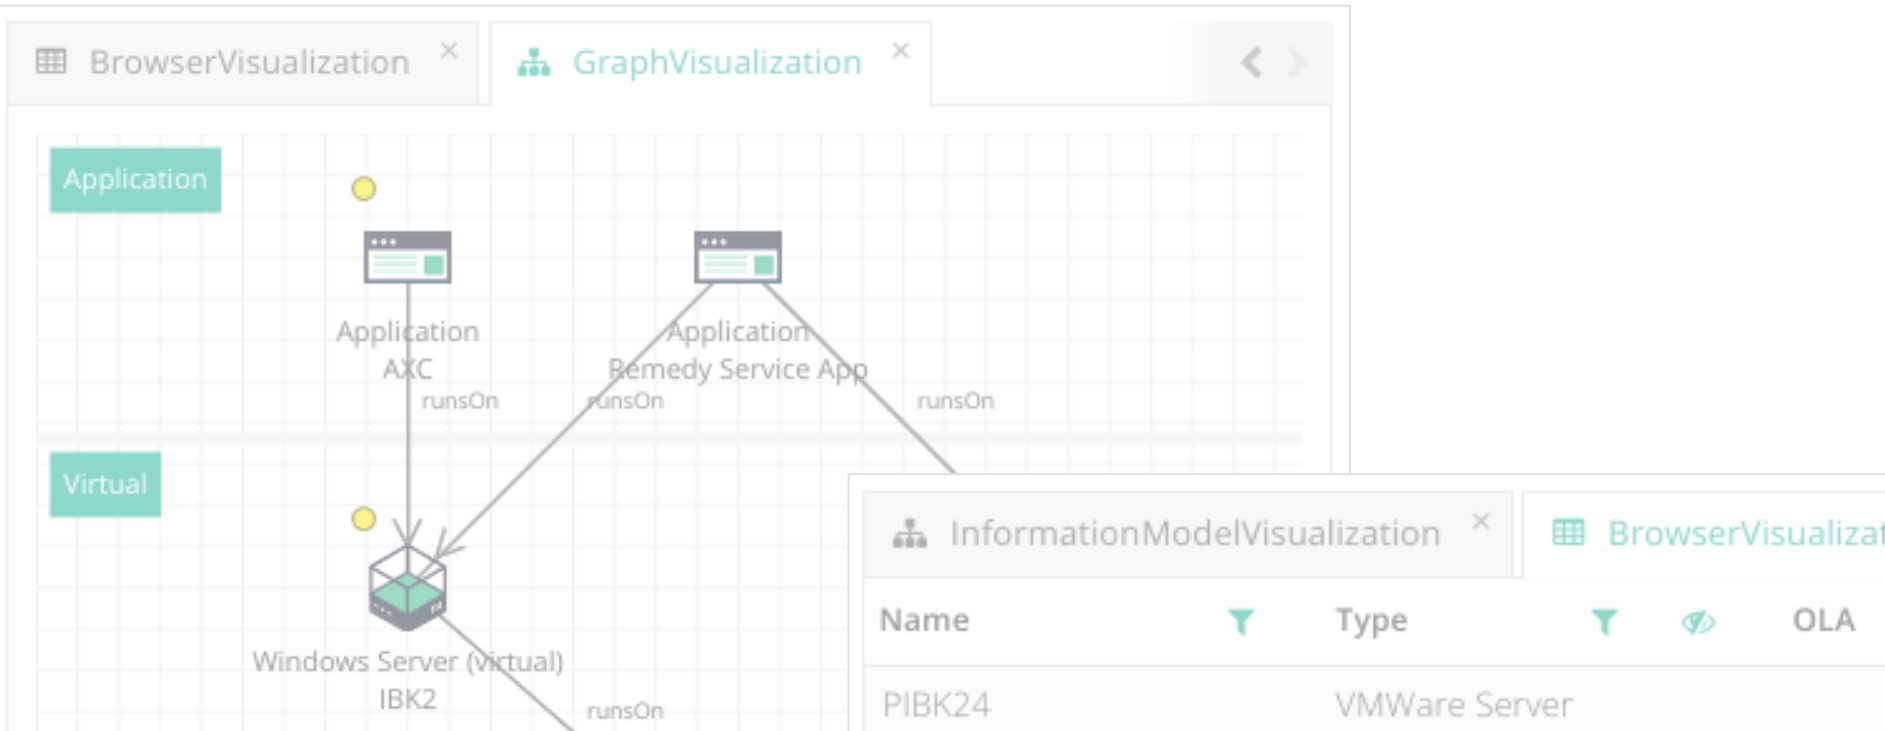 BrowserVisualization
GraphVisualization
Application
Application
AXC
Application
Remedy Service App
runsOn
runsOn
runsOn
Virtual
Windows Server (virtual)
IBK2
runsOn
InformationModelVisualization
BrowserVisualizat
Name
Type
OLA
PIBK24
VMWare Server